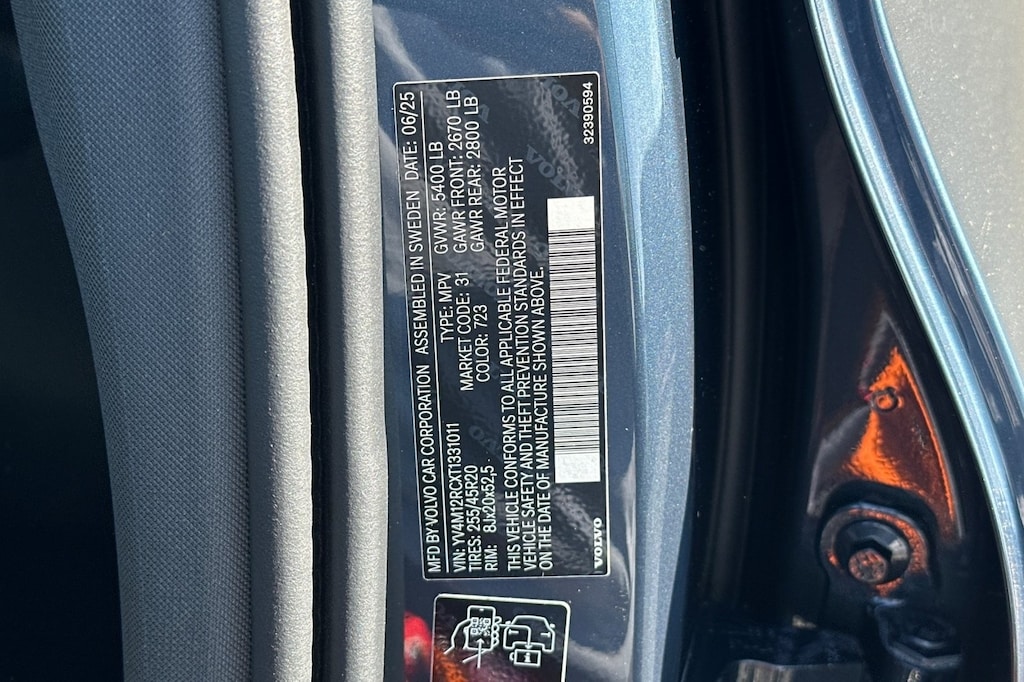 MFD BY VOLVO CAR CORPORATION ASSEMBLED IN SWEDEN DATE: 06/25
VIN: YV4M12RCXT1331011 TYPE: MPV GVWR: 5400 LB
TIRES: 255/45R20 MARKET CODE: 31 GAWR FRONT: 2670 LB
RIM: 8Jx20x52,5 COLOR: 723 GAWR REAR: 2800 LB
THIS VEHICLE CONFORMS TO ALL APPLICABLE FEDERAL MOTOR
VEHICLE SAFETY AND THEFT PREVENTION STANDARDS IN EFFECT
ON THE DATE OF MANUFACTURE SHOWN ABOVE.
VOLVO 32390594
VOLVO
VOLVO